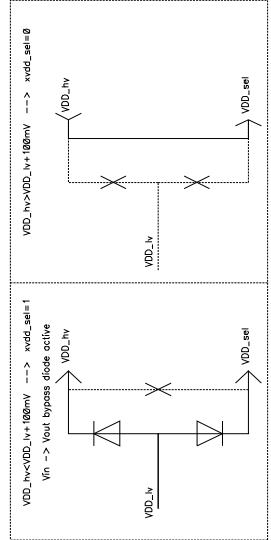 VDD_hv<VDD_lv+100mV --> xvdd_sel=1
Vin -> Vout bypass diode active
VDD_hv
VDD_lv
VDD_sel
VDD_hv>VDD_lv+100mV --> xvdd_sel=0
VDD_hv
VDD_lv
VDD_sel